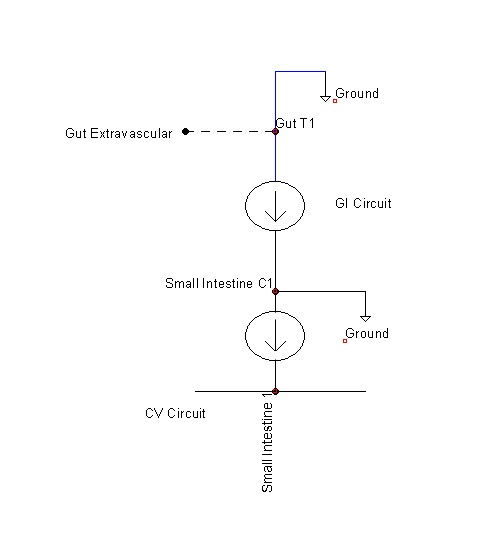 Ground
Gut T1
Gut Extravascular
GI Circuit
Small Intestine C1
Ground
CV Circuit
Small Intestine 1